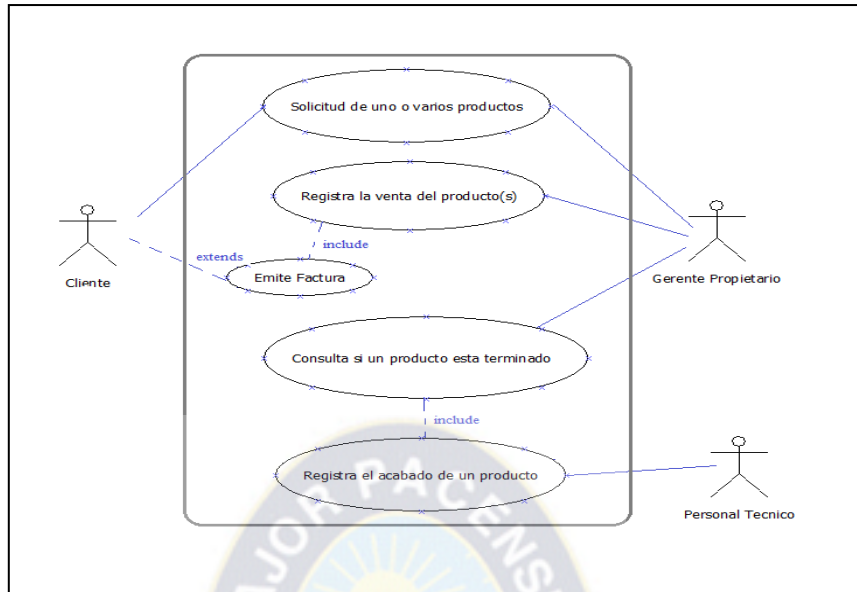 Solicitud de uno o varios productos
Registra la venta del producto(s)
include
extends
Emite Factura
Cliente
Gerente Propietario
Consulta si un producto esta terminado
include
Registra el acabado de un producto
Personal Tecnico